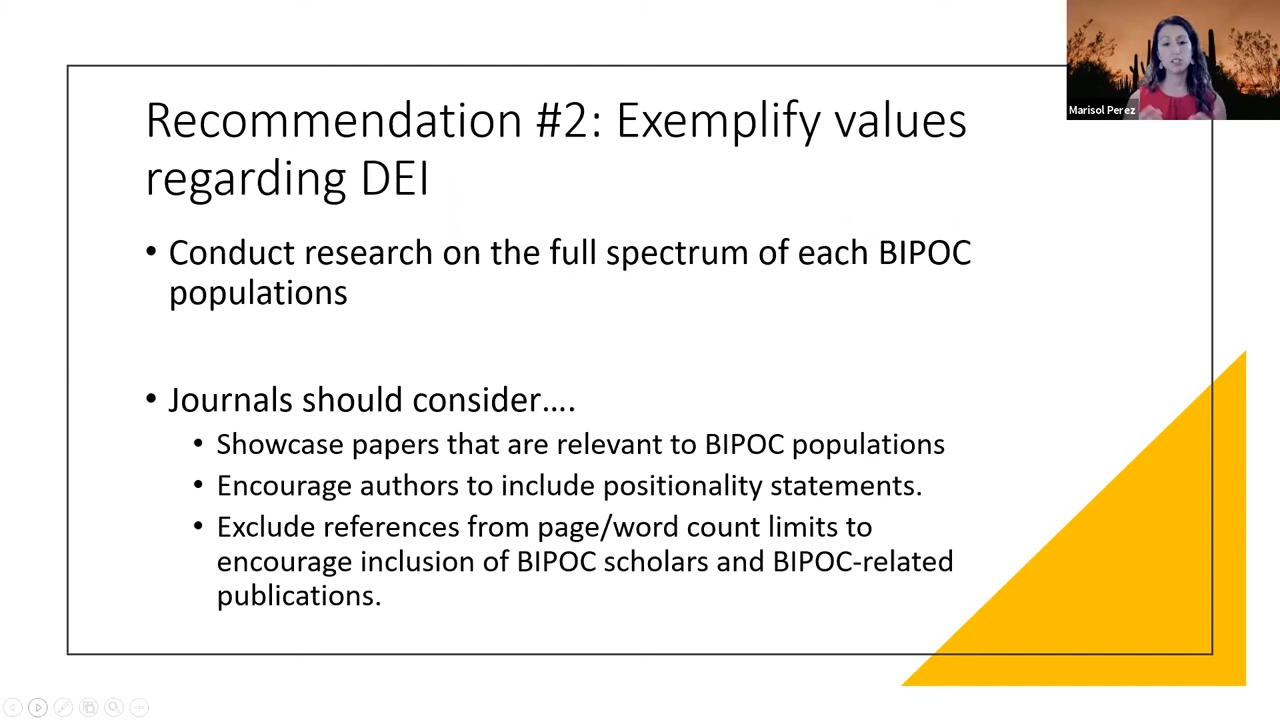 Marisol Perez
Recommendation #2: Exemplify values
regarding DEI
• Conduct research on the full spectrum of each BIPOC
populations
• Journals should consider….
• Showcase papers that are relevant to BIPOC populations
• Encourage authors to include positionality statements.
• Exclude references from page/word count limits to
encourage inclusion of BIPOC scholars and BIPOC-related
publications.